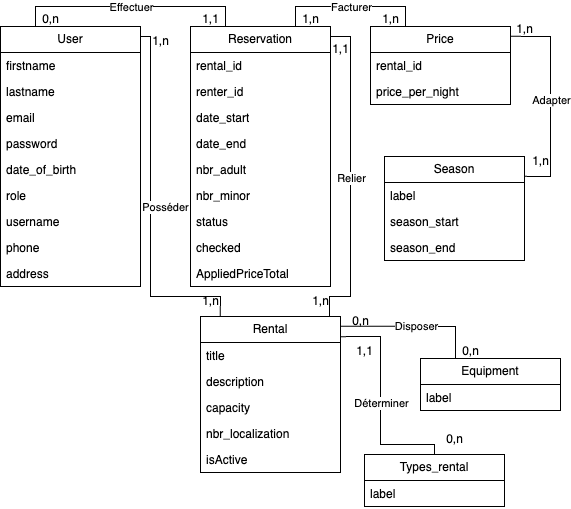 Effectuer
Facturer
0,n
1,1
1,n
1,n
User
firstname
lastname
email
password
date_of_birth
role
username
phone
address
1,n
Reservation
rental_id
renter_id
date_start
date_end
nbr_adult
nbr_minor
status
checked
AppliedPriceTotal
1,1
Price
rental_id
price_per_night
1,n
Adapter
1,n
Season
label
season_start
season_end
Relier
Posséder
1,n
1,n
Rental
title
description
capacity
nbr_localization
isActive
0,n
Disposer
0,n
Equipment
label
1,1
Déterminer
0,n
Types_rental
label